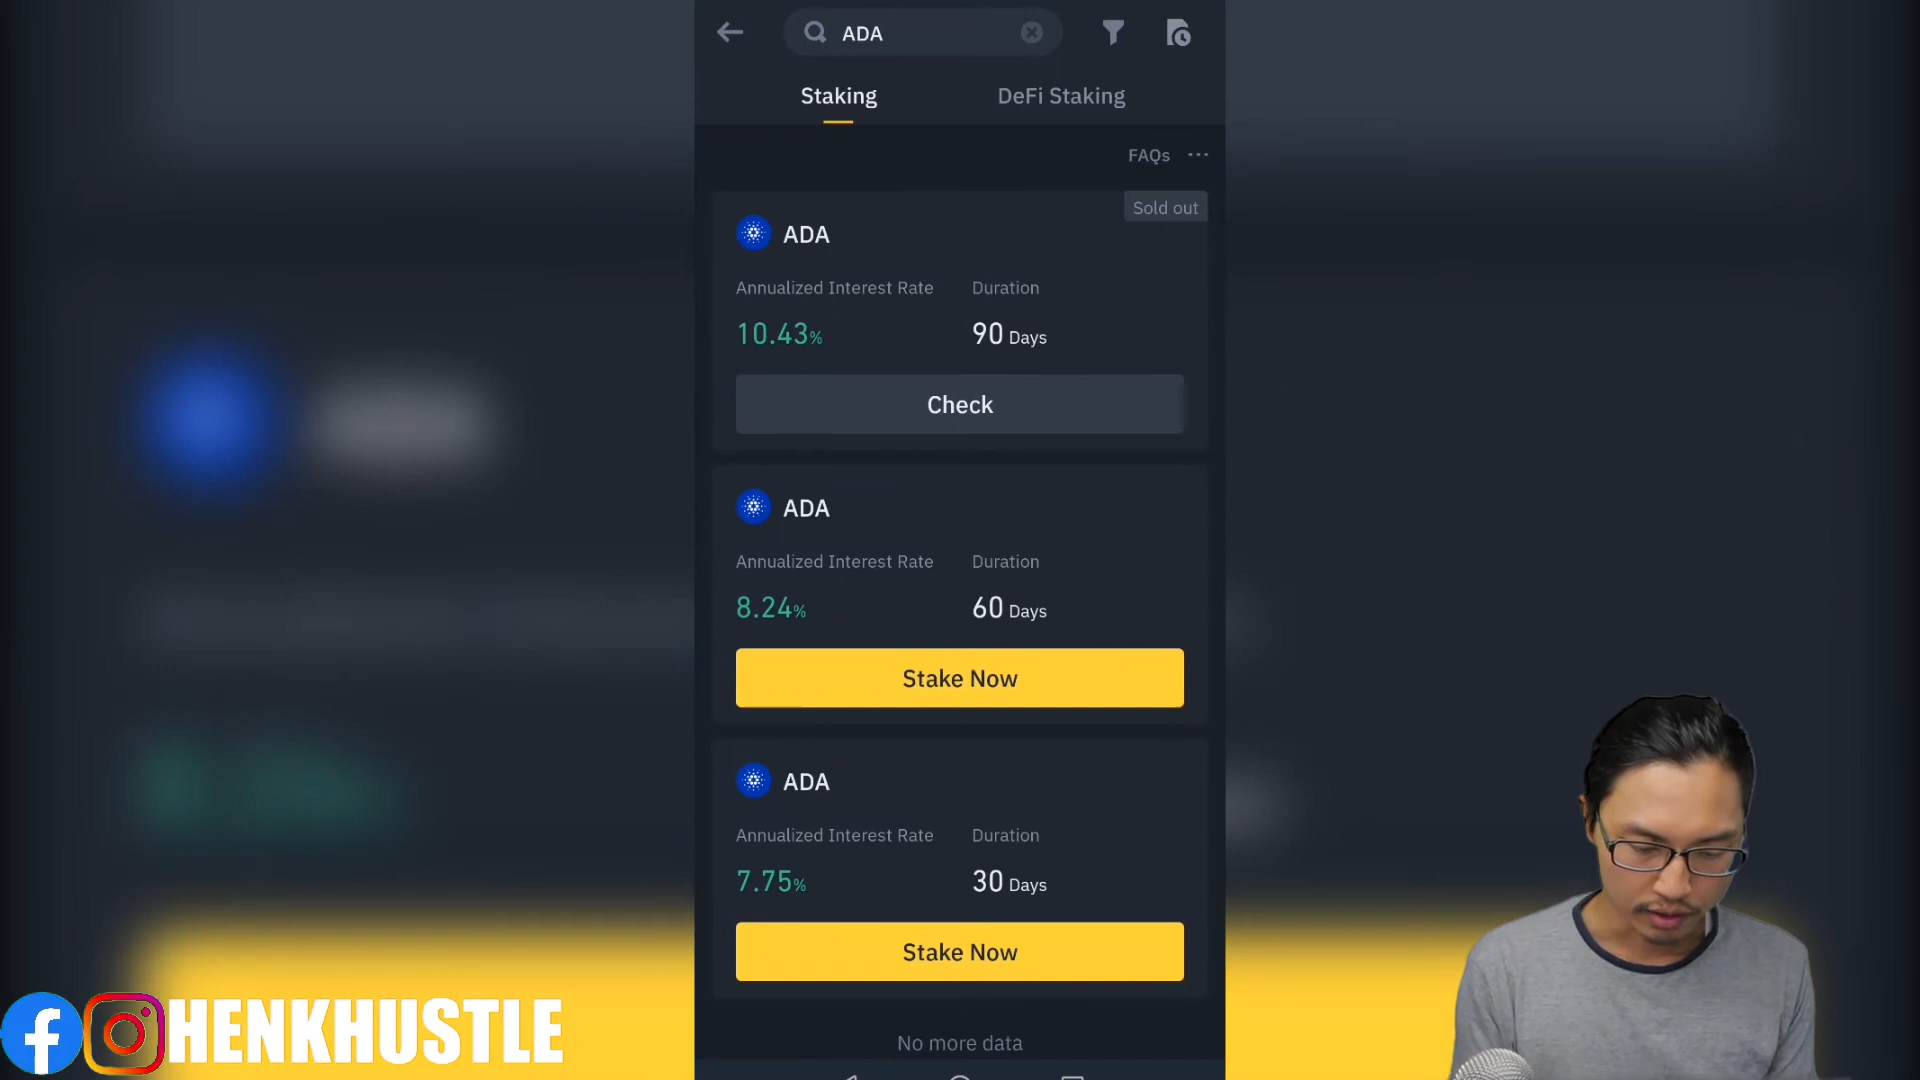 ADA
Staking
DeFi Staking
FAQs
Sold out
ADA
Annualized Interest Rate
Duration
10.43%
90 Days
Check
ADA
Annualized Interest Rate
Duration
8.24%
60 Days
Stake Now
ADA
Annualized Interest Rate
Duration
7.75%
30 Days
Stake Now
No more data
HENKHUSTLE